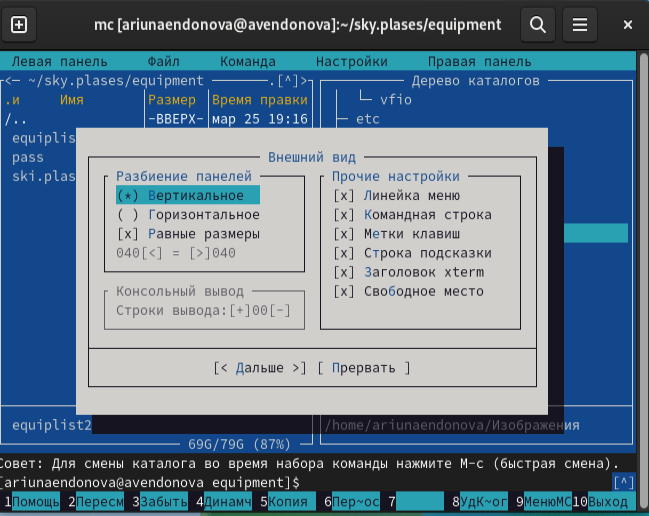 mc [ariunaendonova@avendonova]:~/sky.plases/equipment
Левая панель Файл Команда Настройки Правая панель
<— ~/sky.plases/equipment .[^]> Дерево каталогов
.и Имя Размер Время правки └─ vfio
/.. -ВВЕРХ- мар 25 19:16 ├─ etc
equiplis
Внешний вид
pass
Разбиение панелей Прочие настройки
ski.plas
(*) Вертикальное [x] Линейка меню
( ) Горизонтальное [x] Командная строка
[x] Равные размеры [x] Метки клавиш
040[<] = [>]040 [x] Строка подсказки
[x] Заголовок xterm
Консольный вывод [x] Свободное место
Строки вывода:[+]00[-]
[< Дальше >] [ Прервать ]
equiplist2 /home/ariunaendonova/Изображения
69G/79G (87%)
Совет: Для смены каталога во время набора команды нажмите M-c (быстрая смена).
[ariunaendonova@avendonova equipment]$ [^]
1Помощь 2Пересм 3Забыть 4Динамч 5Копия 6Пер~ос 7 8УдК~ог 9МенюMC 10Выход